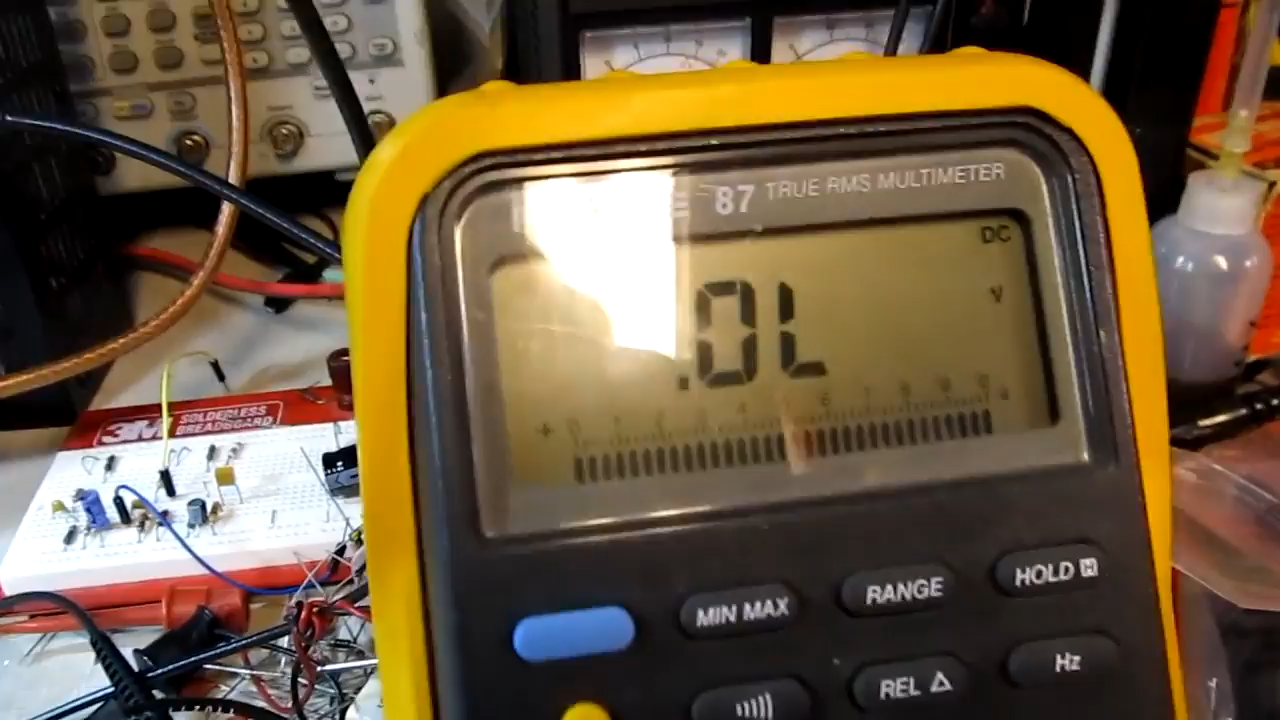 87 TRUE RMS MULTIMETER
DC
V
.0L
MIN MAX
RANGE
HOLD H
REL △
Hz
3M SOLDERLESS
BREADBOARD